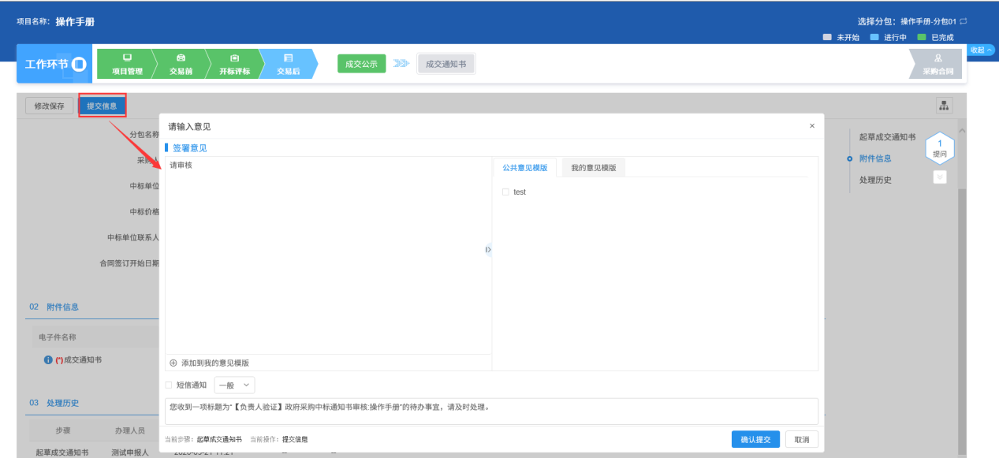 项目名称：操作手册
选择分包：操作手册-分包01
未开始 进行中 已完成
收起
工作环节
项目管理 交易前 开标评标 交易后
成交公示 成交通知书
采购合同
修改保存 提交信息
请输入意见 ×
签署意见
请审核
公共意见模版 我的意见模版
test
添加到我的意见模版
短信通知 一般
您收到一项标题为"【负责人验证】政府采购中标通知书审核:操作手册"的待办事宜，请及时处理。
当前步骤：起草成交通知书 当前操作：提交信息
确认提交 取消
分包名称
采购人
中标单位
中标价格
中标单位联系人
合同签订开始日期
02 附件信息
电子件名称
(*)成交通知书
03 处理历史
步骤 办理人员
起草成交通知书 测试申报人
起草成交通知书
附件信息
处理历史
1
提问